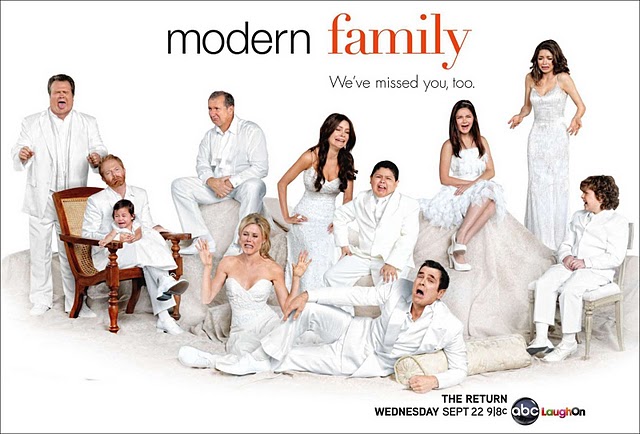 modern family
We've missed you, too.
THE RETURN
WEDNESDAY SEPT 22 9|8c
abc LaughOn